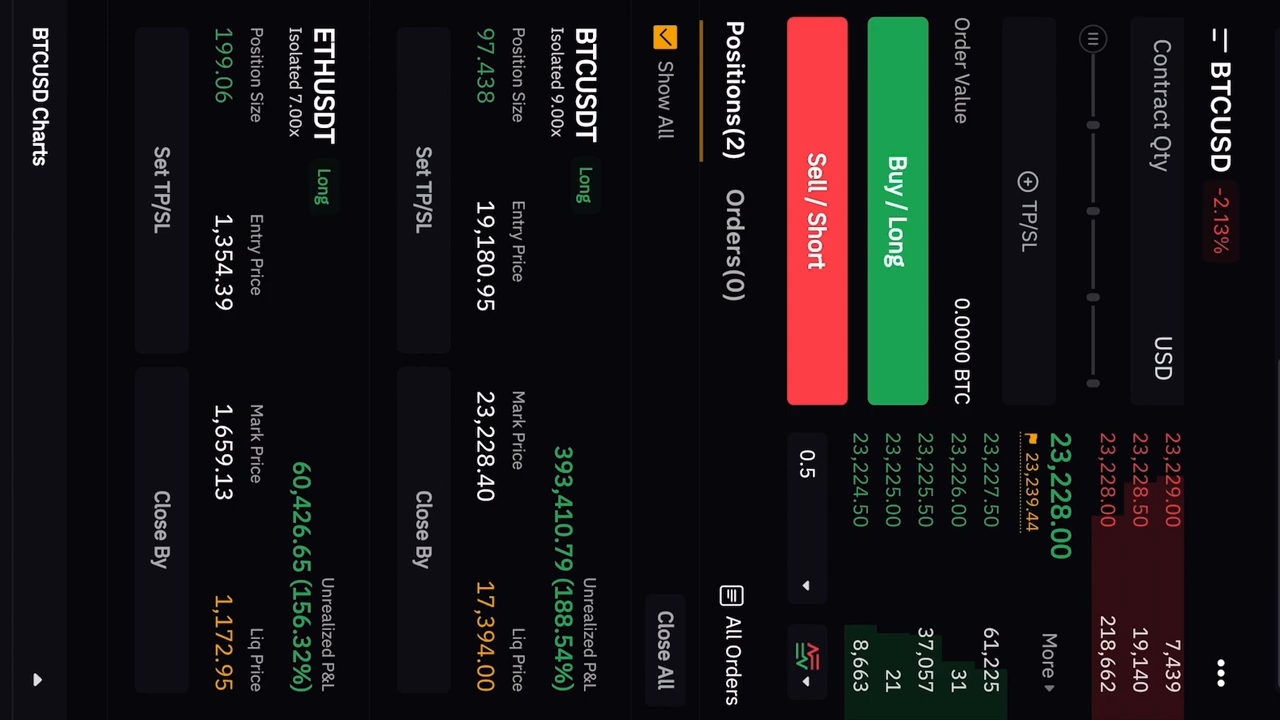 BTCUSD -2.13%
Contract Qty USD
TP/SL
Order Value 0.0000 BTC
Buy / Long
Sell / Short
23,229.00 7,439
23,228.50 19,140
23,228.00 218,662
23,228.00 More
23,239.44
23,227.50 61,225
23,226.00 31
23,225.50 37,057
23,225.00 21
23,224.50 8,663
0.5
Positions(2) Orders(0) All Orders
Show All Close All
BTCUSDT Long Unrealized P&L
Isolated 9.00x 393,410.79 (188.54%)
Position Size Entry Price Mark Price Liq Price
97.438 19,180.95 23,228.40 17,394.00
Set TP/SL Close By
ETHUSDT Long Unrealized P&L
Isolated 7.00x 60,426.65 (156.32%)
Position Size Entry Price Mark Price Liq Price
199.06 1,354.39 1,659.13 1,172.95
Set TP/SL Close By
BTCUSD Charts